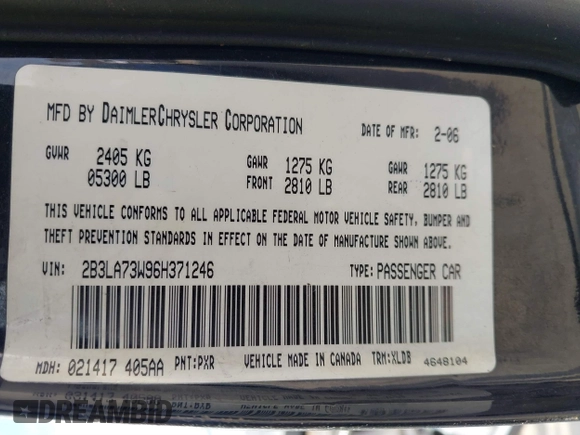 MFD BY DAIMLERCHRYSLER CORPORATION DATE OF MFR: 2-06
GVWR 2405 KG GAWR 1275 KG GAWR 1275 KG
05300 LB FRONT 2810 LB REAR 2810 LB
THIS VEHICLE CONFORMS TO ALL APPLICABLE FEDERAL MOTOR VEHICLE SAFETY, BUMPER AND
THEFT PREVENTION STANDARDS IN EFFECT ON THE DATE OF MANUFACTURE SHOWN ABOVE.
VIN: 2B3LA73W96H371246 TYPE: PASSENGER CAR
MDH: 021417 405AA PNT: PXR VEHICLE MADE IN CANADA TRM: XLDB 4648104
DREAMBID